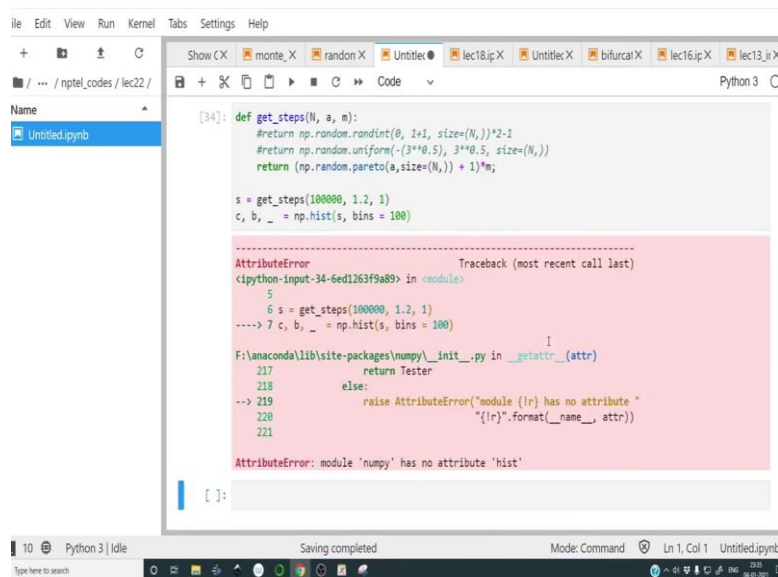 ile Edit View Run Kernel Tabs Settings Help
Show (X monte_X randon X Untitlec lec18.ip X Untitlec X bifurcat X lec16.ip X lec13_ir X
/ ··· / nptel_codes / lec22 /
Code
Python 3
Name
Untitled.ipynb
[34]: def get_steps(N, a, m):
#return np.random.randint(0, 1+1, size=(N,))*2-1
#return np.random.uniform(-(3**0.5), 3**0.5, size=(N,))
return (np.random.pareto(a,size=(N,)) + 1)*m;
s = get_steps(100000, 1.2, 1)
c, b, _ = np.hist(s, bins = 100)
---------------------------------------------------------------------------
AttributeError Traceback (most recent call last)
<ipython-input-34-6ed1263f9a89> in <module>
5
6 s = get_steps(100000, 1.2, 1)
----> 7 c, b, _ = np.hist(s, bins = 100)
F:\anaconda\lib\site-packages\numpy\__init__.py in __getattr__(attr)
217 return Tester
218 else:
--> 219 raise AttributeError("module {!r} has no attribute "
220 "{!r}".format(__name__, attr))
221
AttributeError: module 'numpy' has no attribute 'hist'
[ ]:
10 Python 3 | Idle Saving completed Mode: Command Ln 1, Col 1 Untitled.ipynb
Type here to search
ENG